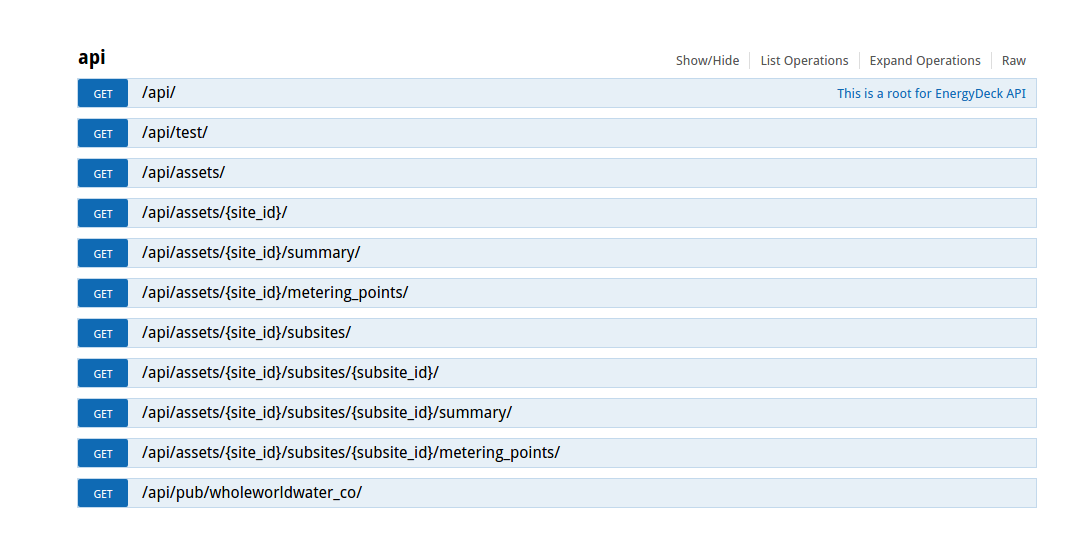 api
Show/Hide List Operations Expand Operations Raw
GET /api/ This is a root for EnergyDeck API
GET /api/test/
GET /api/assets/
GET /api/assets/{site_id}/
GET /api/assets/{site_id}/summary/
GET /api/assets/{site_id}/metering_points/
GET /api/assets/{site_id}/subsites/
GET /api/assets/{site_id}/subsites/{subsite_id}/
GET /api/assets/{site_id}/subsites/{subsite_id}/summary/
GET /api/assets/{site_id}/subsites/{subsite_id}/metering_points/
GET /api/pub/wholeworldwater_co/